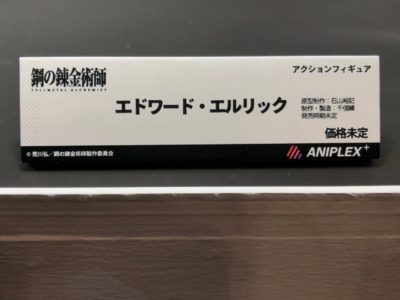 鋼の錬金術師
FULLMETAL ALCHEMIST
アクションフィギュア
エドワード・エルリック
原型制作：石山裕記
制作・製造：千値練
発売時期未定
価格未定
© 荒川弘／鋼の錬金術師製作委員会
ANIPLEX+